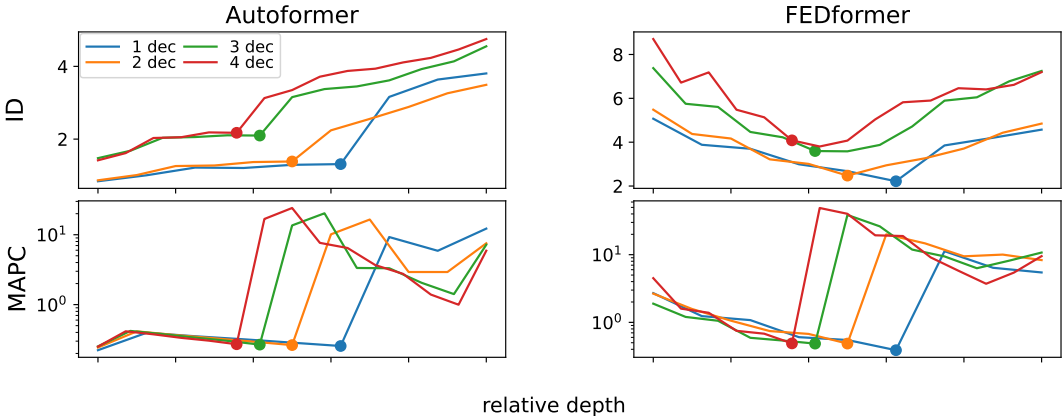 Autoformer
FEDformer
ID
4
2
1 dec
2 dec
3 dec
4 dec
8
6
4
2
MAPC
10¹
10⁰
10¹
10⁰
relative depth